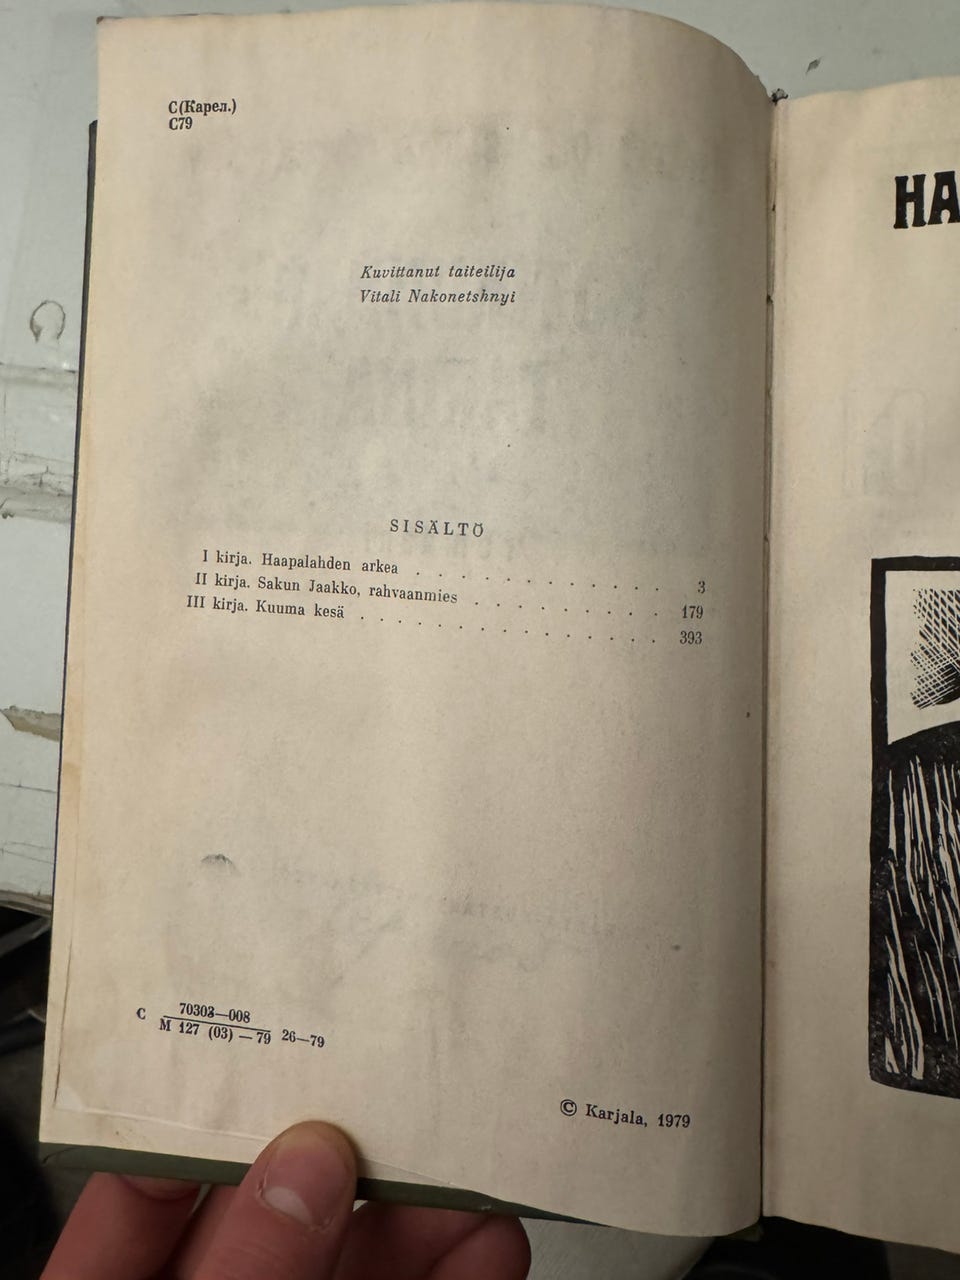 С(Карел.)
С79
Kuvittanut taiteilija
Vitali Nakonetshnyi
SISÄLTÖ
I kirja. Haapalahden arkea . . . . . . . . . . . . 3
II kirja. Sakun Jaakko, rahvaanmies . . . . . . . . . 179
III kirja. Kuuma kesä . . . . . . . . . . . . . . . 393
С 70303—008
М 127 (03) — 79 26—79
© Karjala, 1979
HA